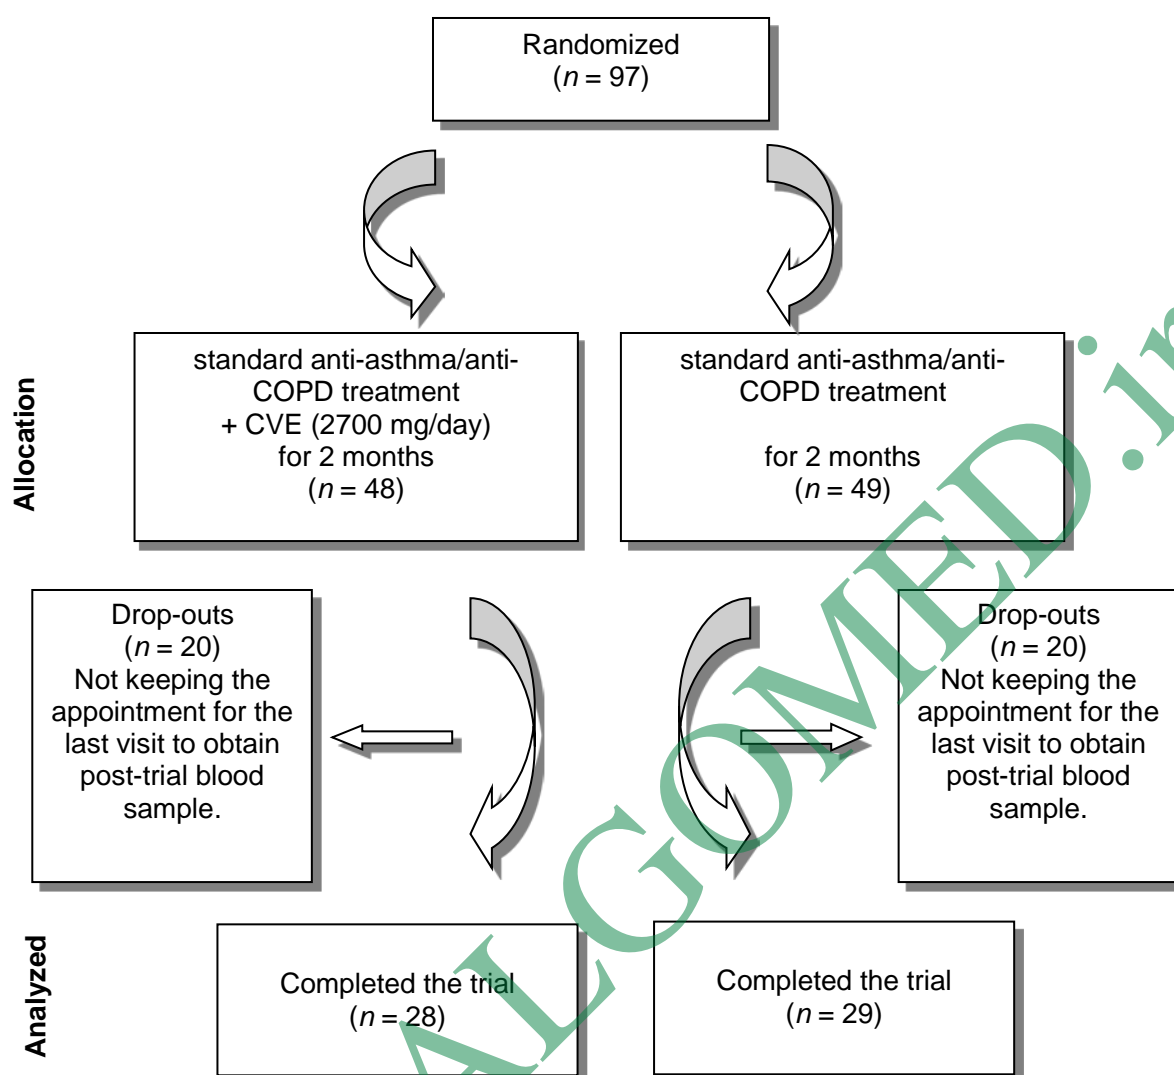 Randomized
(n = 97)
Allocation
standard anti-asthma/anti-
COPD treatment
+ CVE (2700 mg/day)
for 2 months
(n = 48)
standard anti-asthma/anti-
COPD treatment
for 2 months
(n = 49)
Drop-outs
(n = 20)
Not keeping the
appointment for the
last visit to obtain
post-trial blood
sample.
Drop-outs
(n = 20)
Not keeping the
appointment for the
last visit to obtain
post-trial blood
sample.
Analyzed
Completed the trial
(n = 28)
Completed the trial
(n = 29)